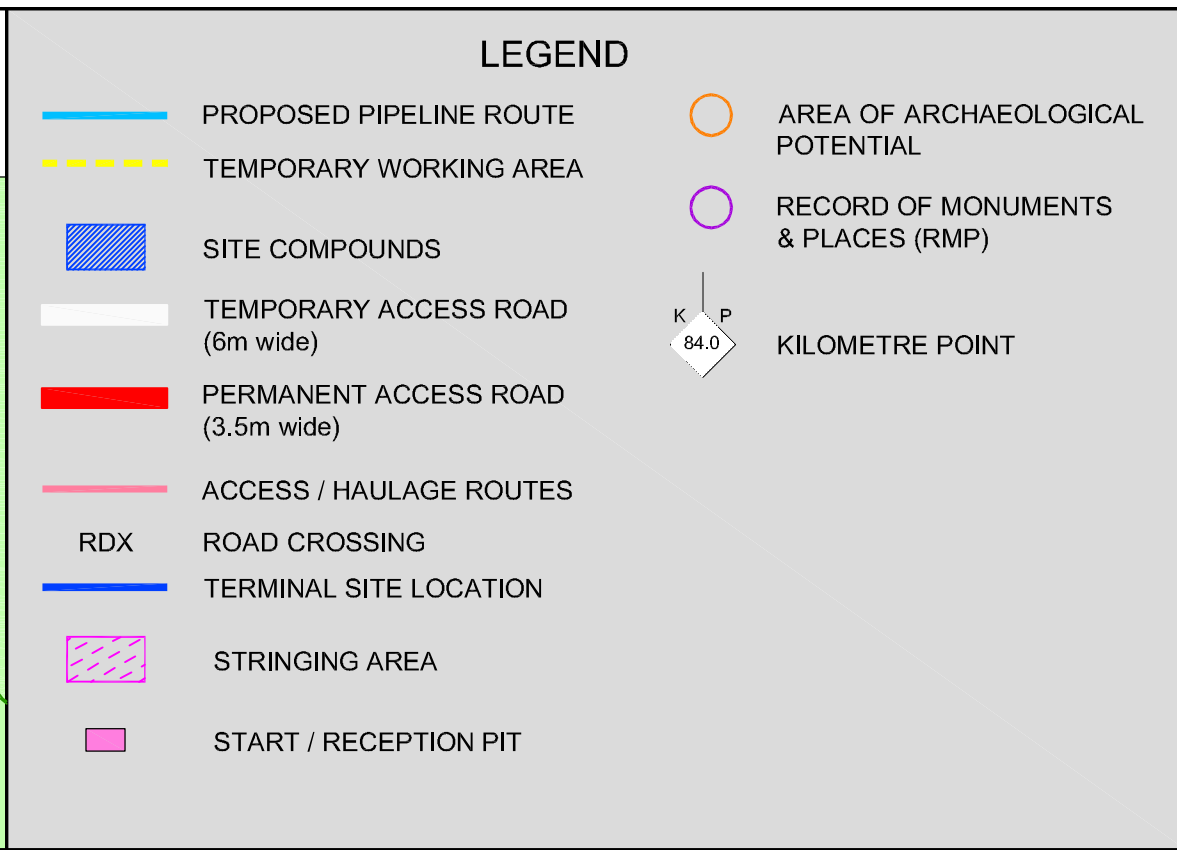 LEGEND
PROPOSED PIPELINE ROUTE
TEMPORARY WORKING AREA
SITE COMPOUNDS
TEMPORARY ACCESS ROAD
(6m wide)
PERMANENT ACCESS ROAD
(3.5m wide)
ACCESS / HAULAGE ROUTES
RDX ROAD CROSSING
TERMINAL SITE LOCATION
STRINGING AREA
START / RECEPTION PIT
AREA OF ARCHAEOLOGICAL
POTENTIAL
RECORD OF MONUMENTS
& PLACES (RMP)
K P
84.0 KILOMETRE POINT